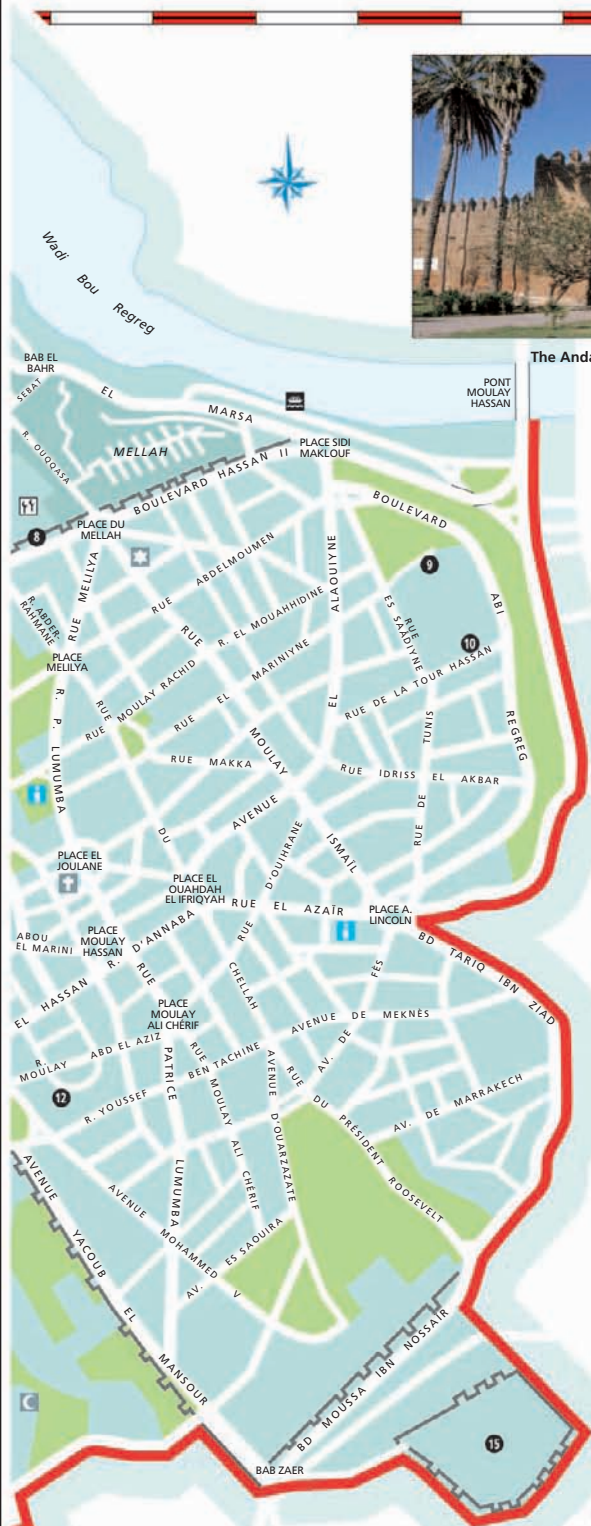 Wadi Bou Regreg
The Anda
BAB EL
BAHR
SEBAT
EL MARSA
PONT
MOULAY
HASSAN
R. OUQQASA
MELLAH
PLACE SIDI
MAKLOUF
BOULEVARD HASSAN II
BOULEVARD ABI REGREG
8
PLACE DU
MELLAH
RUE MELILYA
RUE ABDELMOUMEN
9
R. ABDER-
RAHMANE
R. EL MOUAHHIDINE
EL ALAOUIYNE
RUE
ES SAADIYNE
10
PLACE
MELILYA
RUE MOULAY RACHID
RUE EL MARINIYNE
RUE DE LA TOUR HASSAN
R. P. LUMUMBA
RUE DU
RUE MOULAY ISMAÏL
RUE MAKKA
RUE IDRISS EL AKBAR
RUE DE TUNIS
AVENUE
PLACE EL
JOULANE
RUE D'OUIHRANE
PLACE EL
OUAHDAH
EL IFRIQYAH
RUE EL AZAÏR
PLACE A.
LINCOLN
BD TARIQ IBN ZIAD
ABOU
EL MARINI
PLACE
MOULAY
HASSAN
R. D'ANNABA
EL HASSAN
CHELLAH
AV. DE FÈS
PLACE
MOULAY
ALI CHÉRIF
RUE PATRICE LUMUMBA
AVENUE DE MEKNÈS
R.
MOULAY ABD EL AZIZ
12
R. YOUSSEF BEN TACHINE
RUE MOULAY ALI CHÉRIF
AVENUE D'OUARZAZATE
RUE DU PRÉSIDENT ROOSEVELT
AV. DE MARRAKECH
AVENUE YACOUB EL MANSOUR
AVENUE MOHAMMED V
AV. ES SAOUIRA
BD MOUSSA IBN NOSSAIR
15
BAB ZAER